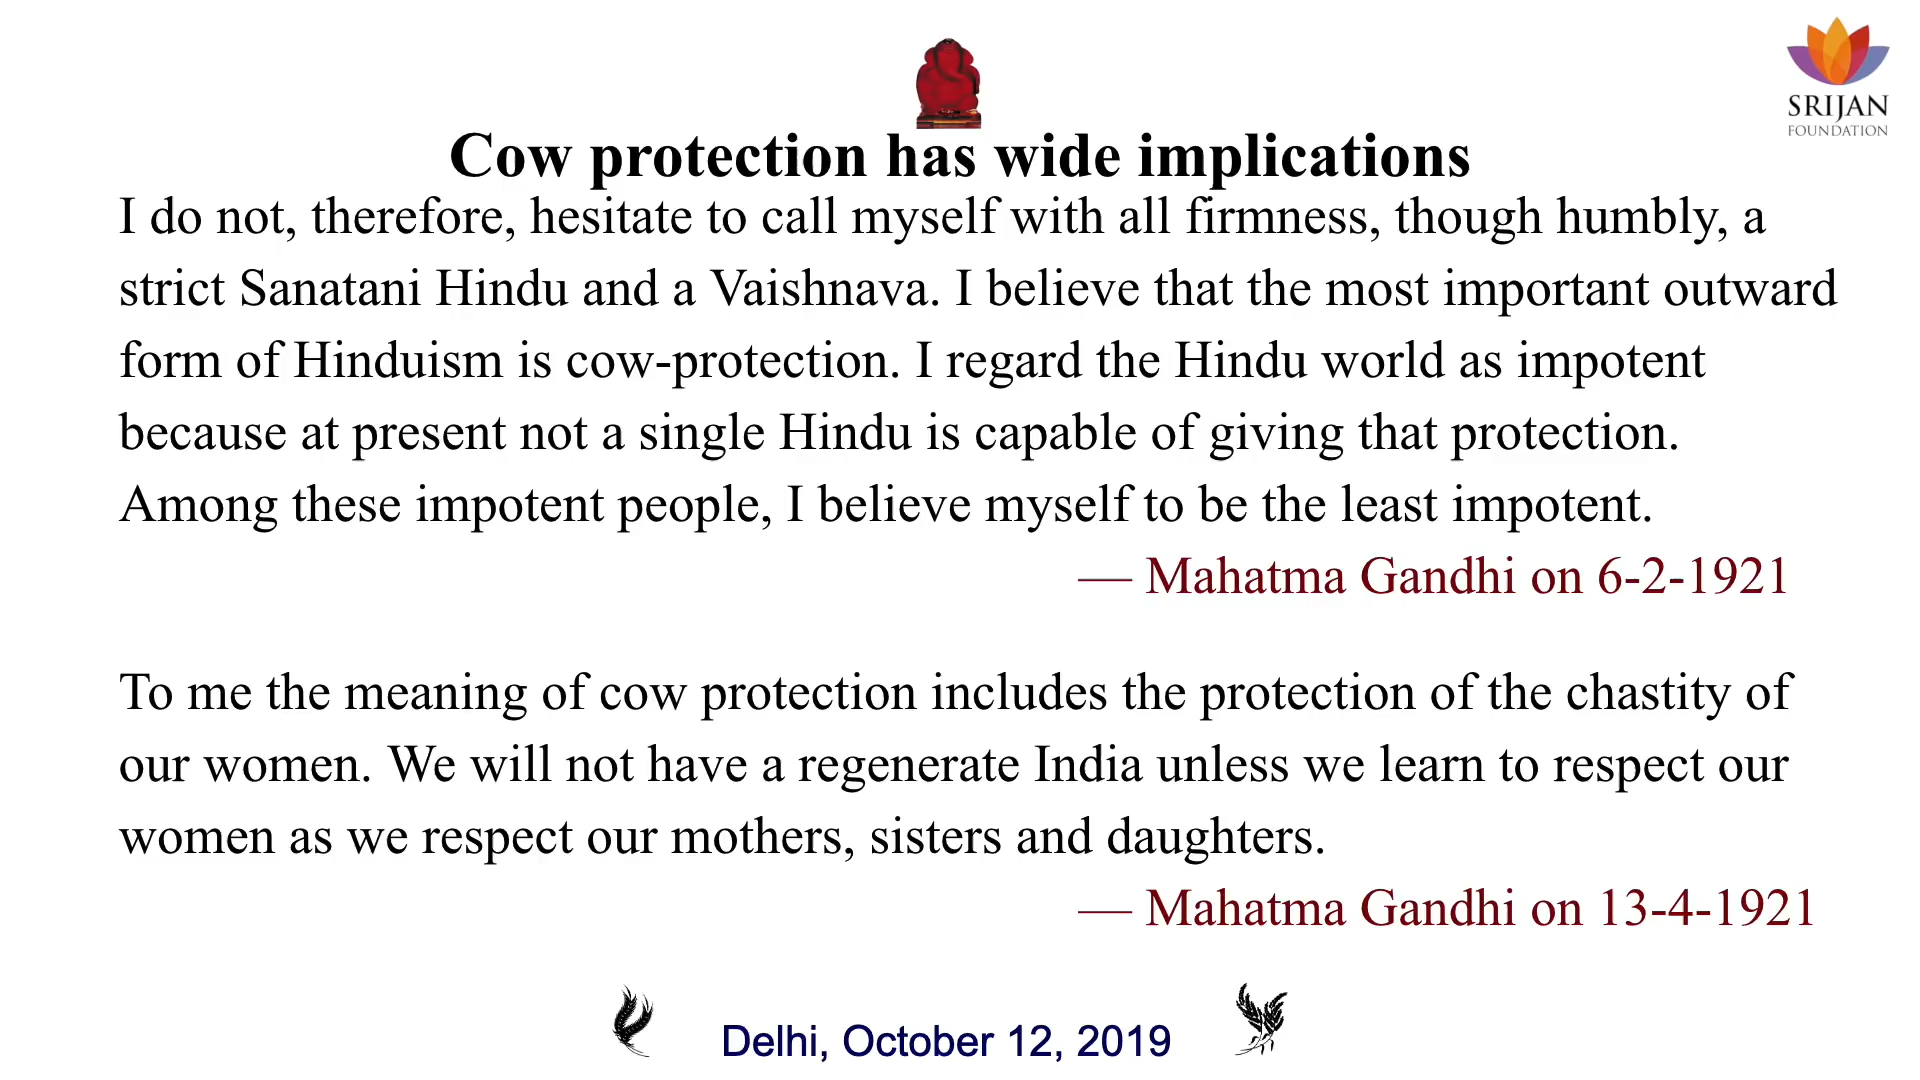 SRIJAN
FOUNDATION
Cow protection has wide implications
I do not, therefore, hesitate to call myself with all firmness, though humbly, a
strict Sanatani Hindu and a Vaishnava. I believe that the most important outward
form of Hinduism is cow-protection. I regard the Hindu world as impotent
because at present not a single Hindu is capable of giving that protection.
Among these impotent people, I believe myself to be the least impotent.
— Mahatma Gandhi on 6-2-1921
To me the meaning of cow protection includes the protection of the chastity of
our women. We will not have a regenerate India unless we learn to respect our
women as we respect our mothers, sisters and daughters.
— Mahatma Gandhi on 13-4-1921
Delhi, October 12, 2019